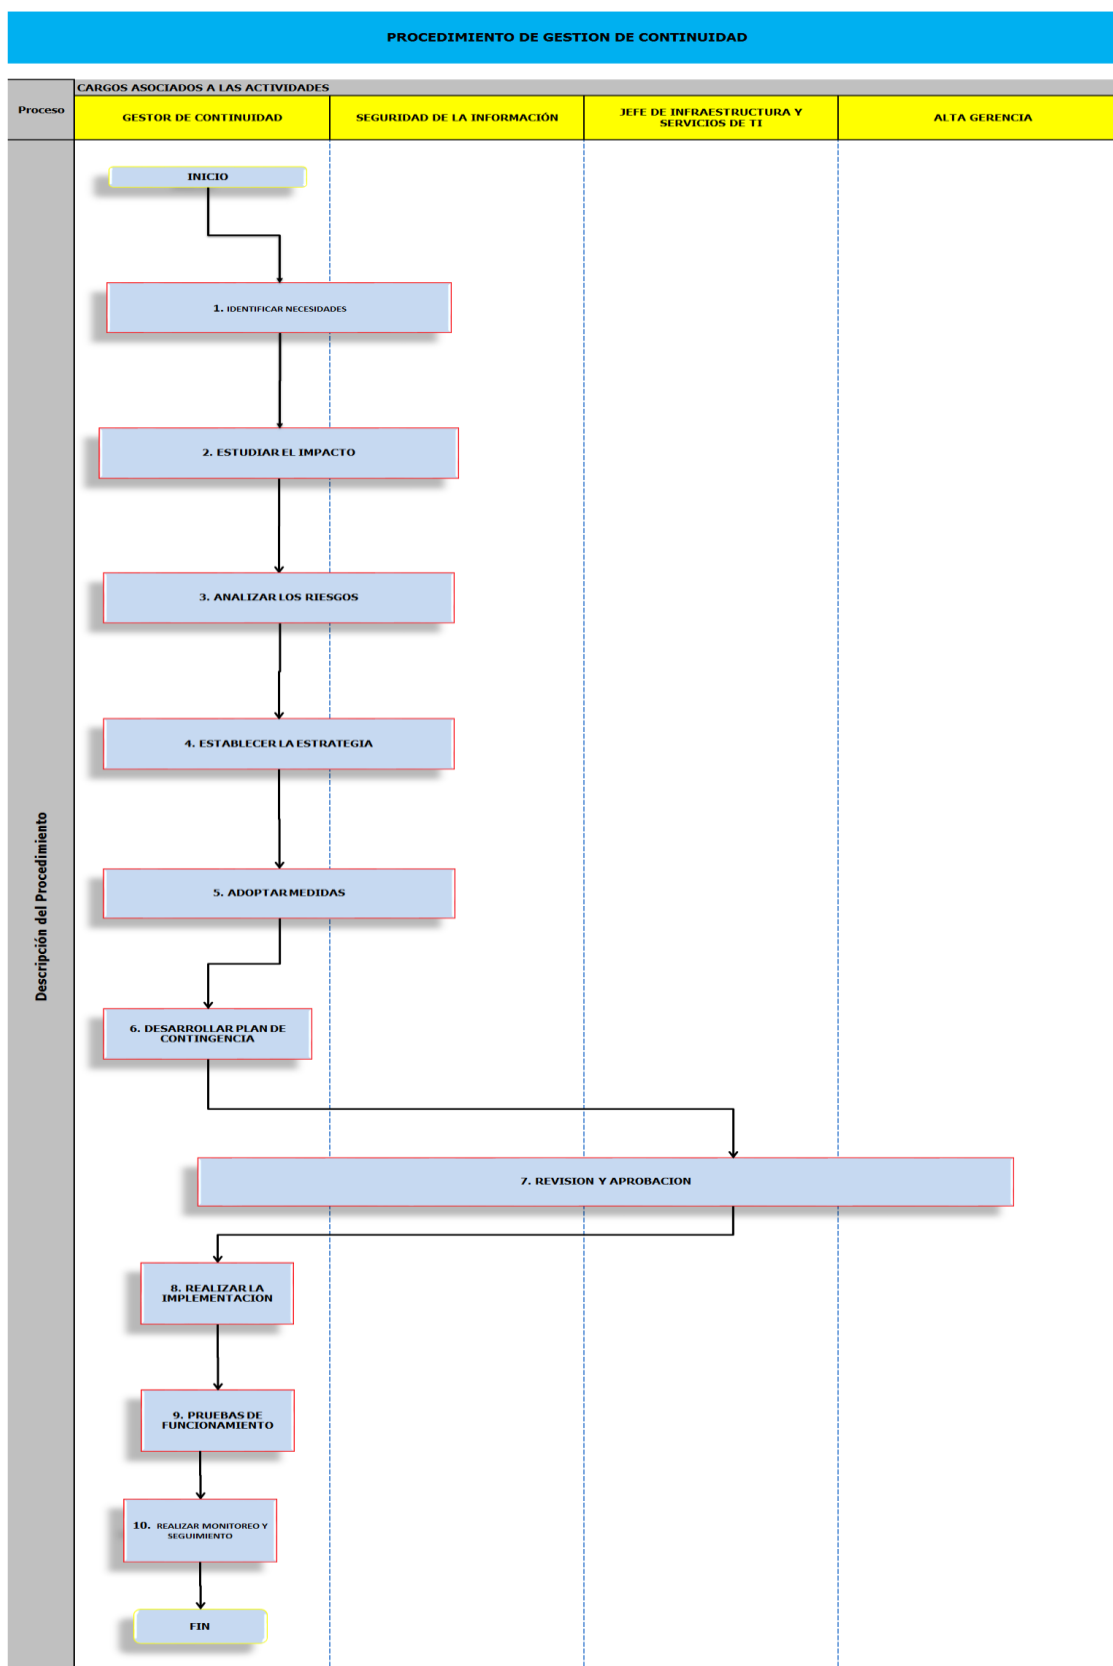 PROCEDIMIENTO DE GESTION DE CONTINUIDAD
CARGOS ASOCIADOS A LAS ACTIVIDADES
Proceso
GESTOR DE CONTINUIDAD
SEGURIDAD DE LA INFORMACIÓN
JEFE DE INFRAESTRUCTURA Y
SERVICIOS DE TI
ALTA GERENCIA
Descripción del Procedimiento
INICIO
1. IDENTIFICAR NECESIDADES
2. ESTUDIAR EL IMPACTO
3. ANALIZAR LOS RIESGOS
4. ESTABLECER LA ESTRATEGIA
5. ADOPTAR MEDIDAS
6. DESARROLLAR PLAN DE
CONTINGENCIA
7. REVISION Y APROBACION
8. REALIZAR LA
IMPLEMENTACION
9. PRUEBAS DE
FUNCIONAMIENTO
10. REALIZAR MONITOREO Y
SEGUIMIENTO
FIN